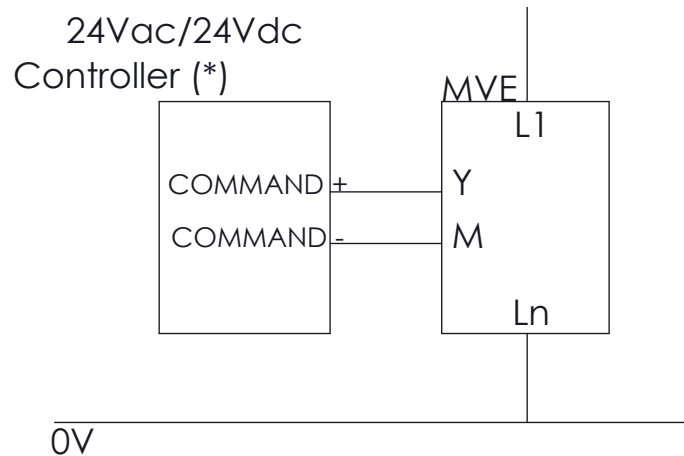 24Vac/24Vdc
Controller (*)
MVE
L1
COMMAND +
Y
COMMAND -
M
Ln
0V